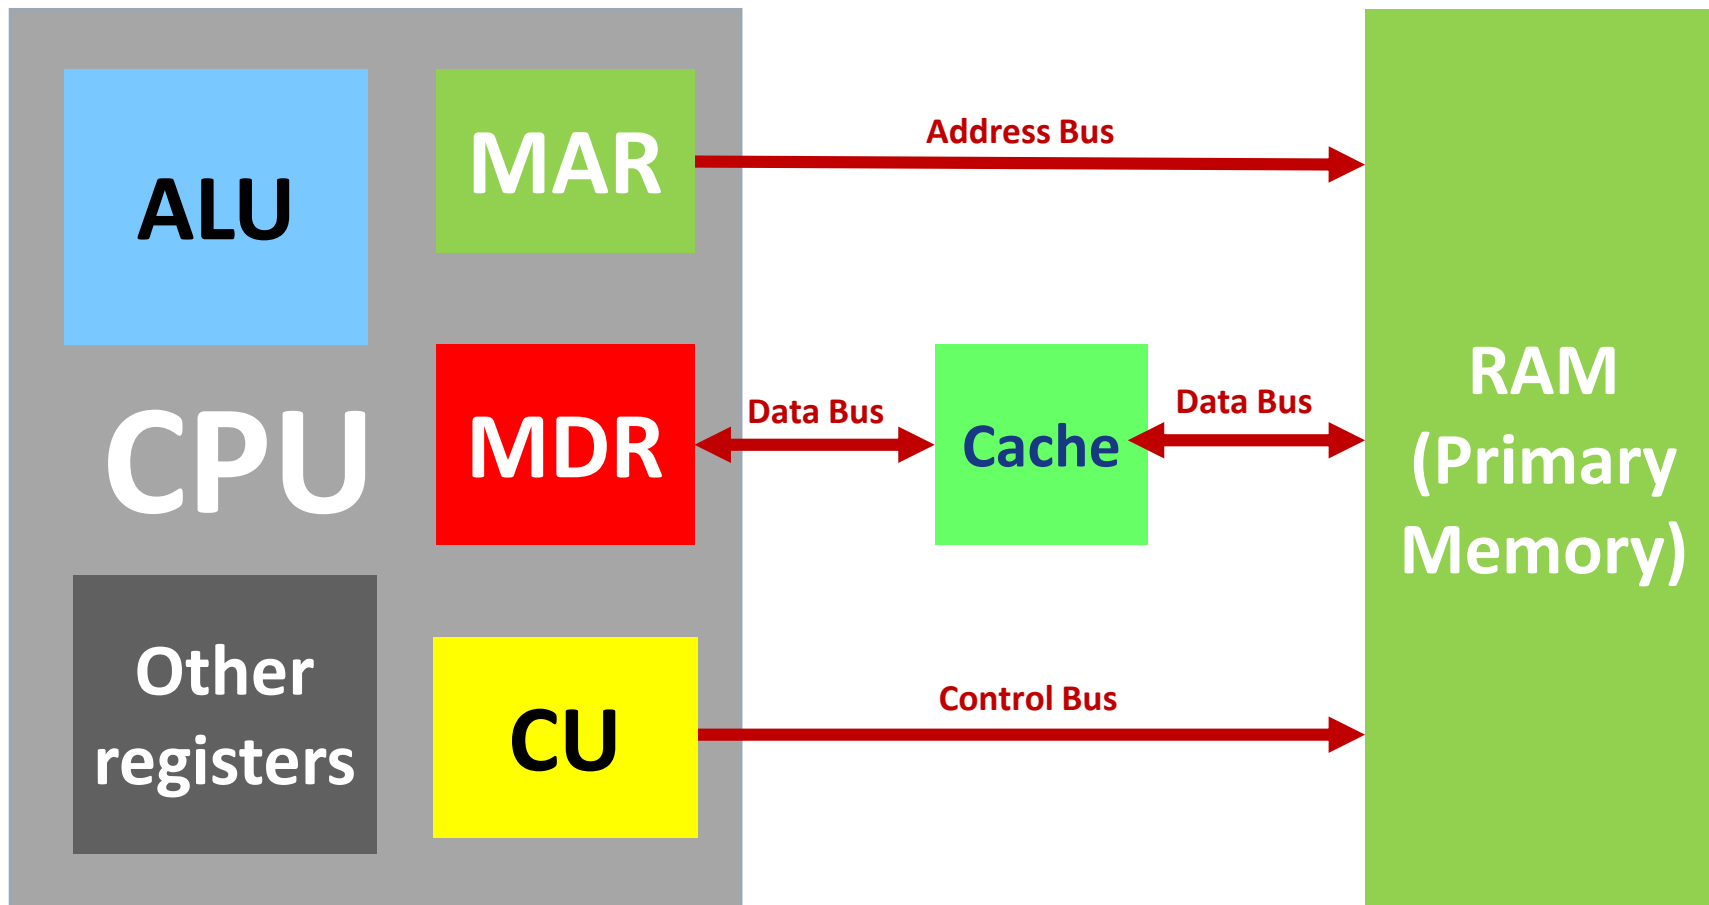 ALU
MAR
Address Bus
CPU
MDR
Data Bus
Cache
Data Bus
RAM
(Primary
Memory)
Other
registers
CU
Control Bus